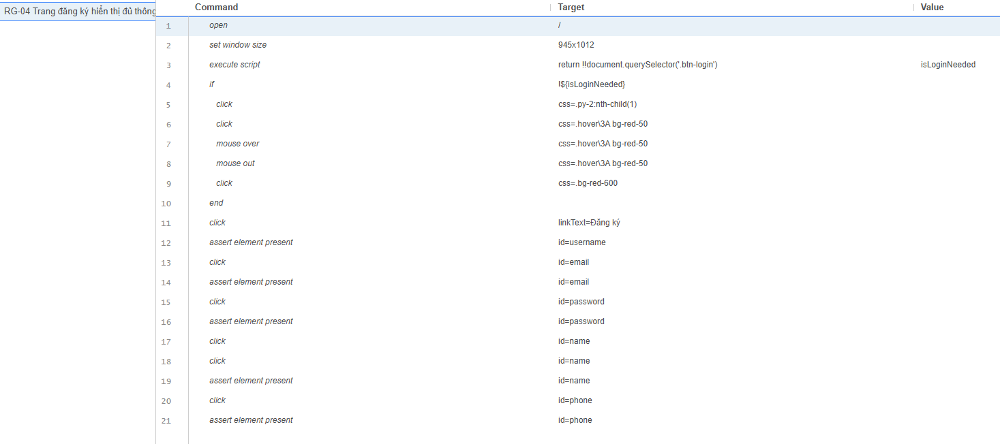 RG-04 Trang đăng ký hiển thị đủ thông
Command Target Value
1 open /
2 set window size 945x1012
3 execute script return !!document.querySelector('.btn-login') isLoginNeeded
4 if !${isLoginNeeded}
5 click css=.py-2:nth-child(1)
6 click css=.hover\3A bg-red-50
7 mouse over css=.hover\3A bg-red-50
8 mouse out css=.hover\3A bg-red-50
9 click css=.bg-red-600
10 end
11 click linkText=Đăng ký
12 assert element present id=username
13 click id=email
14 assert element present id=email
15 click id=password
16 assert element present id=password
17 click id=name
18 click id=name
19 assert element present id=name
20 click id=phone
21 assert element present id=phone